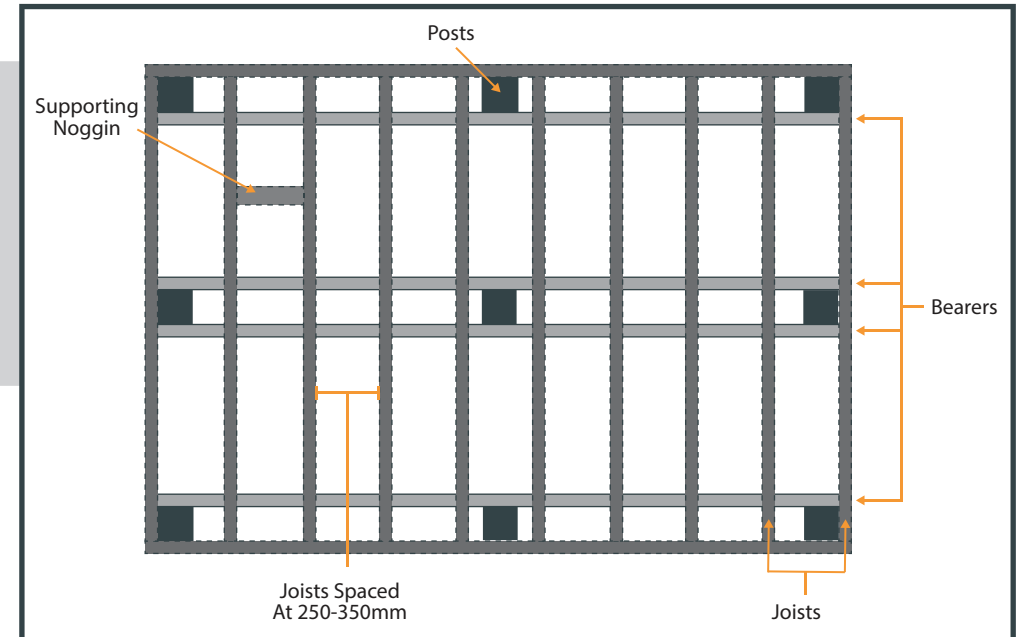 Posts
Supporting
Noggin
Bearers
Joists Spaced
At 250-350mm
Joists